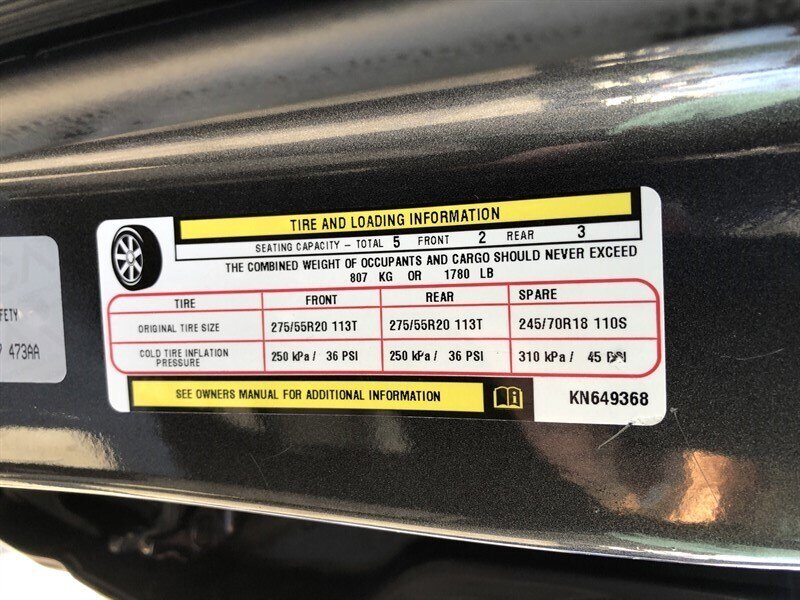 TIRE AND LOADING INFORMATION
SEATING CAPACITY – TOTAL 5 FRONT 2 REAR 3
THE COMBINED WEIGHT OF OCCUPANTS AND CARGO SHOULD NEVER EXCEED
807 KG OR 1780 LB
TIRE FRONT REAR SPARE
ORIGINAL TIRE SIZE 275/55R20 113T 275/55R20 113T 245/70R18 110S
COLD TIRE INFLATION PRESSURE 250 kPa / 36 PSI 250 kPa / 36 PSI 310 kPa / 45 PSI
SEE OWNERS MANUAL FOR ADDITIONAL INFORMATION KN649368
473AA